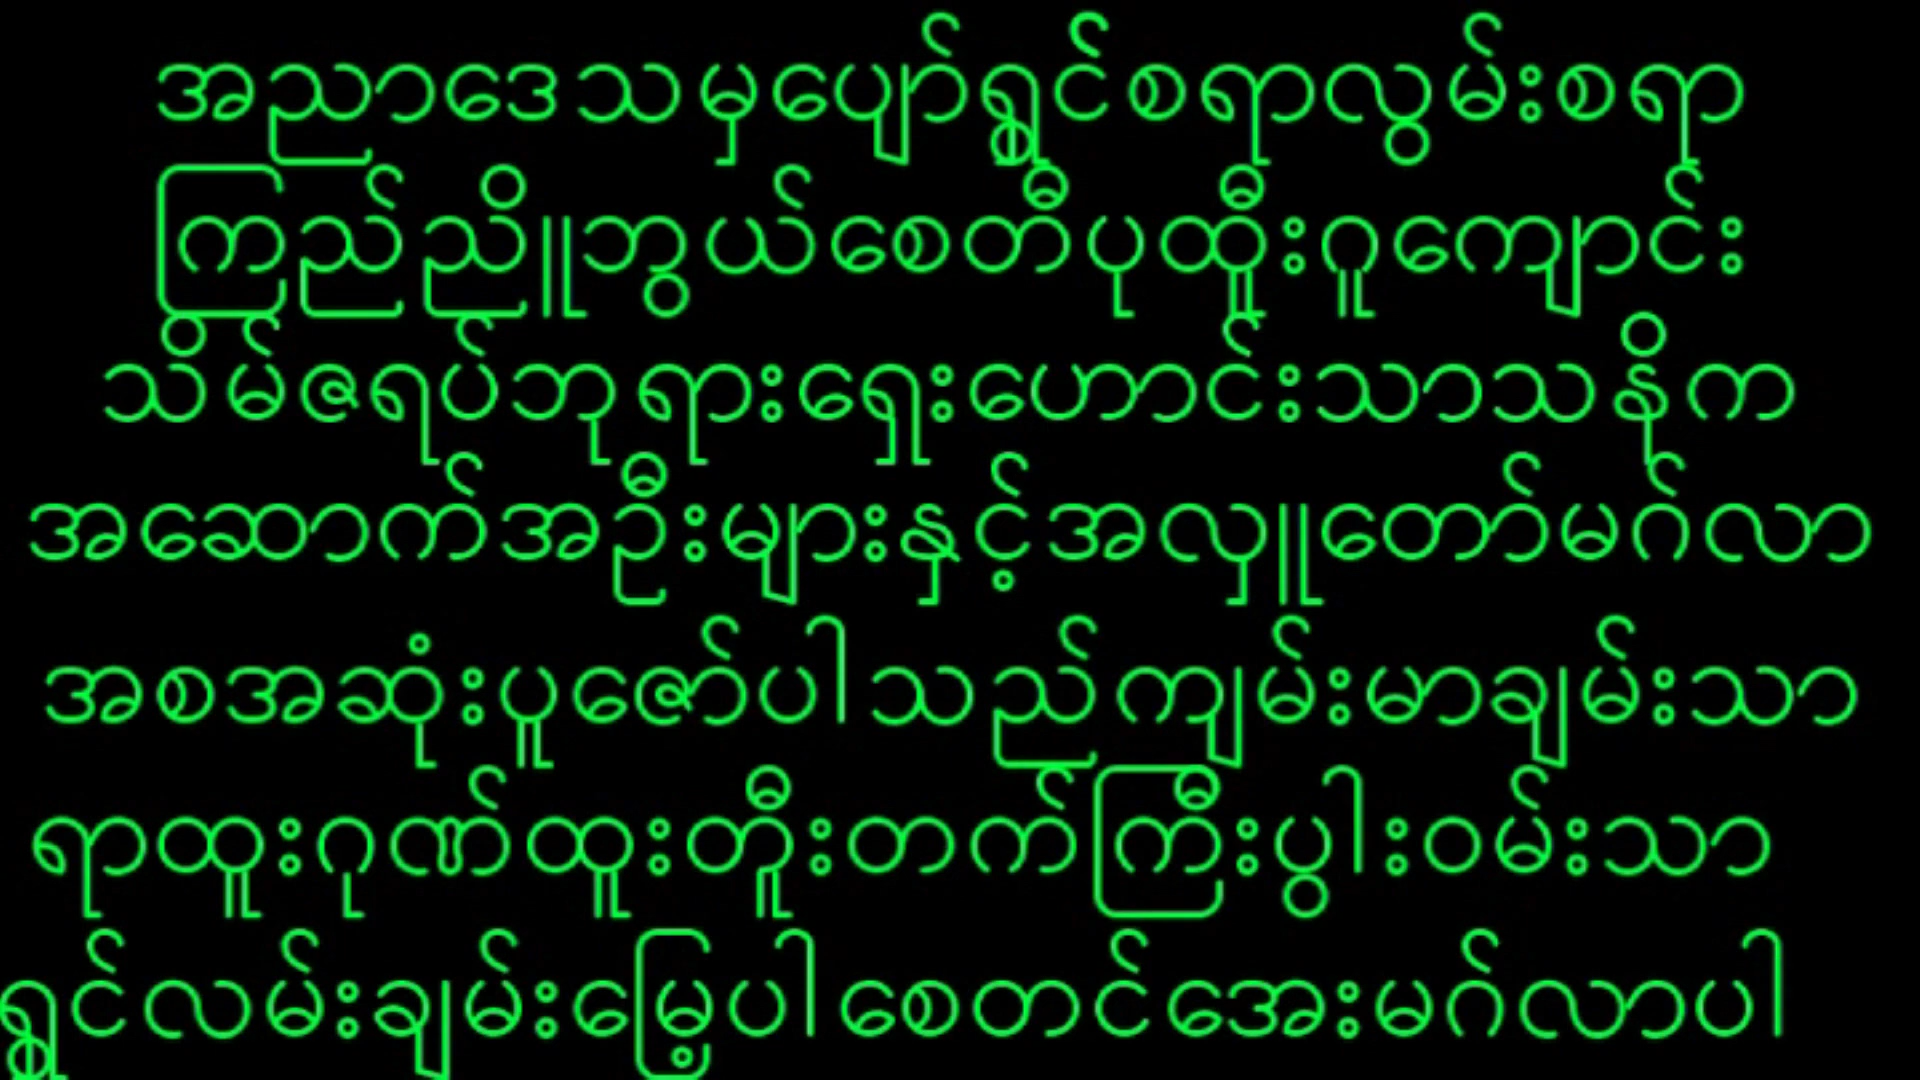 အညာဒေသမှပျော်ရွှင်စရာလွမ်းစရာ
ကြည်ညိူဘွယ်စေတီပုထိူးဂူကျောင်း
သိမ်ဇရပ်ဘုရားရှေးဟောင်းသာသနိုက
အဆောက်အဦးများနှင့်အလှူတော်မင်္ဂလာ
အစအဆုံးပူဇော်ပါသည်ကျမ်းမာချမ်းသာ
ရာထူးဂုဏ်ထူးတီူးတက်ကြီးပွါးဝမ်းသာ
ရွှင်လမ်းချမ်းမြေ့ပါစေတင်အေးမင်္ဂလာပါ